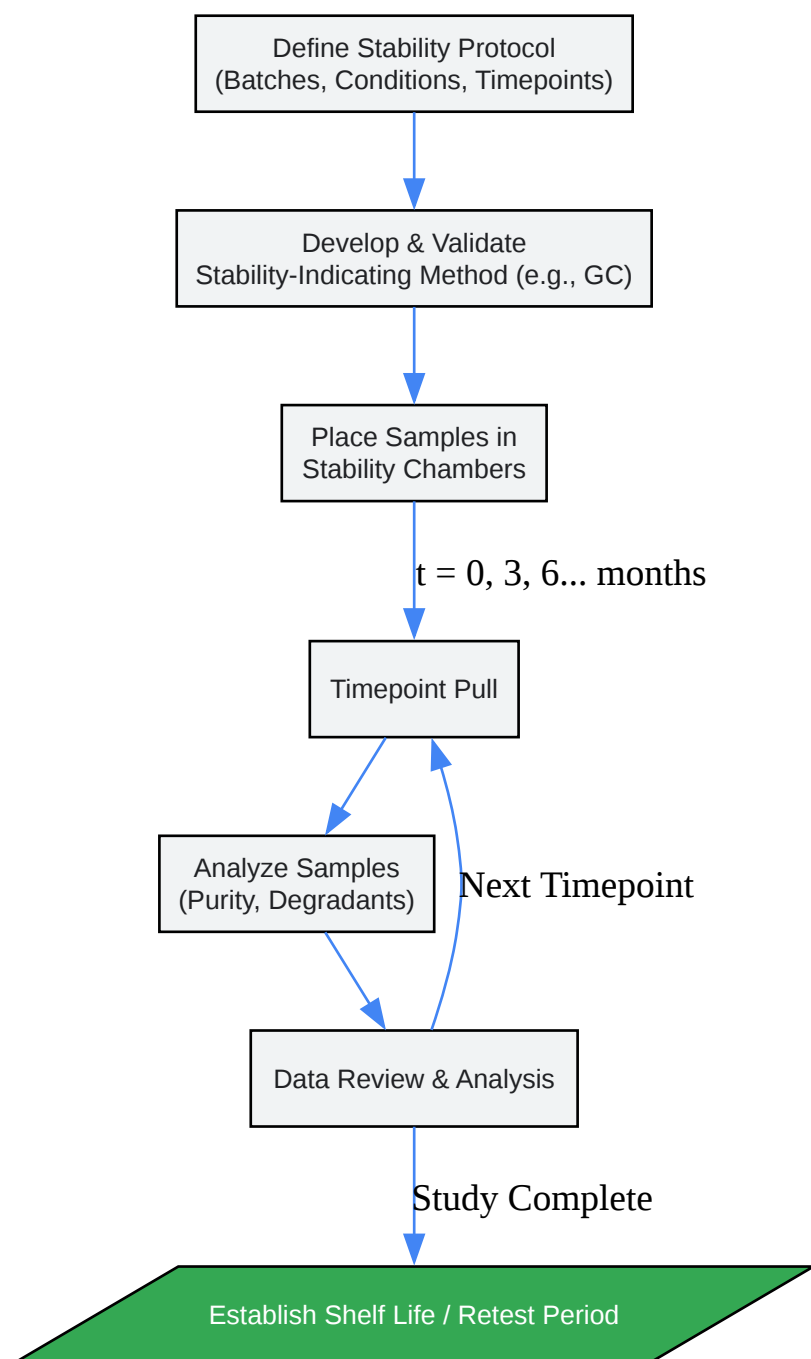 Define Stability Protocol
(Batches, Conditions, Timepoints)
Develop & Validate
Stability-Indicating Method (e.g., GC)
Place Samples in
Stability Chambers
t = 0, 3, 6... months
Timepoint Pull
Analyze Samples
(Purity, Degradants)
Next Timepoint
Data Review & Analysis
Study Complete
Establish Shelf Life / Retest Period